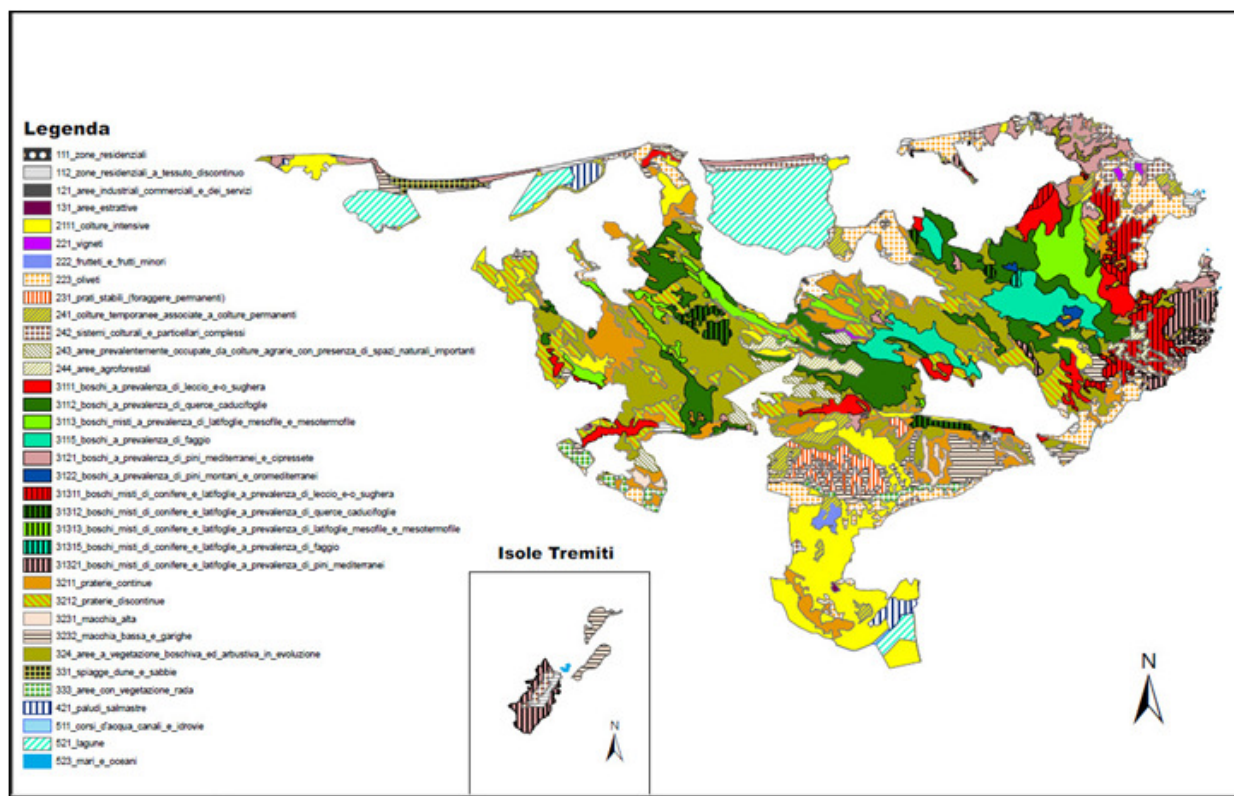 Legenda
111_zone_residenziali
112_zone_residenziali_a_tessuto_discontinuo
121_aree_industriali_commerciali_e_dei_servizi
131_aree_estrattive
2111_colture_intensive
221_vigneti
222_frutteti_e_frutti_minori
223_oliveti
231_prati_stabili_(foraggere_permanenti)
241_colture_temporanee_associate_a_colture_permanenti
242_sistemi_colturali_e_particellari_complessi
243_aree_prevalentemente_occupate_da_colture_agrarie_con_presenza_di_spazi_naturali_importanti
244_aree_agroforestali
3111_boschi_a_prevalenza_di_leccio_e-o_sughera
3112_boschi_a_prevalenza_di_querce_caducifoglie
3113_boschi_misti_a_prevalenza_di_latifoglie_mesofile_e_mesotermofile
3115_boschi_a_prevalenza_di_faggio
3121_boschi_a_prevalenza_di_pini_mediterranei_e_cipressete
3122_boschi_a_prevalenza_di_pini_montani_e_oromediterranei
31311_boschi_misti_di_conifere_e_latifoglie_a_prevalenza_di_leccio_e-o_sughera
31312_boschi_misti_di_conifere_e_latifoglie_a_prevalenza_di_querce_caducifoglie
31313_boschi_misti_di_conifere_e_latifoglie_a_prevalenza_di_latifoglie_mesofile_e_mesotermofile
31315_boschi_misti_di_conifere_e_latifoglie_a_prevalenza_di_faggio
31321_boschi_misti_di_conifere_e_latifoglie_a_prevalenza_di_pini_mediterranei
3211_praterie_continue
3212_praterie_discontinue
3231_macchia_alta
3232_macchia_bassa_e_garighe
324_aree_a_vegetazione_boschiva_ed_arbustiva_in_evoluzione
331_spiagge_dune_e_sabbie
333_aree_con_vegetazione_rada
421_paludi_salmastre
511_corsi_d'acqua_canali_e_idrovie
521_lagune
523_mari_e_oceani
Isole Tremiti
N
N